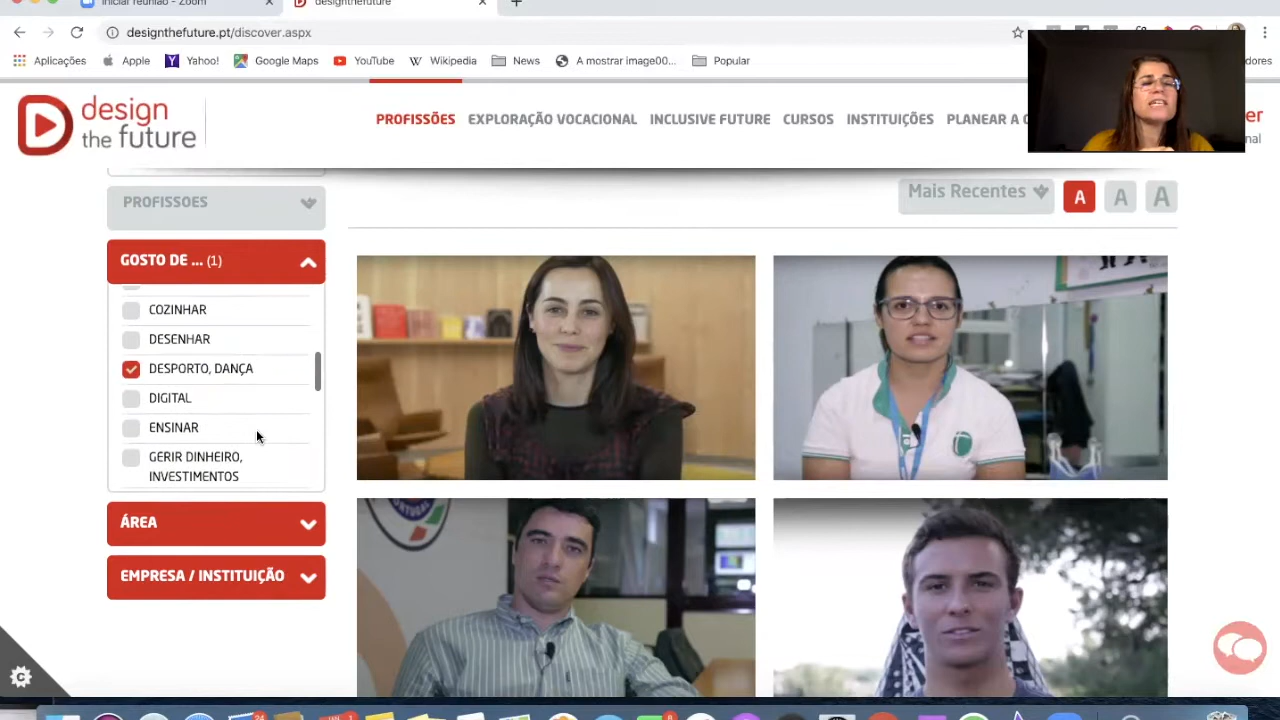 Iniciar reunião - Zoom
designthefuture
designthefuture.pt/discover.aspx
Aplicações Apple Yahoo! Google Maps YouTube Wikipedia News A mostrar image00... Popular
design the future
PROFISSÕES EXPLORAÇÃO VOCACIONAL INCLUSIVE FUTURE CURSOS INSTITUIÇÕES PLANEAR A
PROFISSOES
Mais Recentes
A A A
GOSTO DE ... (1)
COZINHAR
DESENHAR
DESPORTO, DANÇA
DIGITAL
ENSINAR
GERIR DINHEIRO,
INVESTIMENTOS
ÁREA
EMPRESA / INSTITUIÇÃO